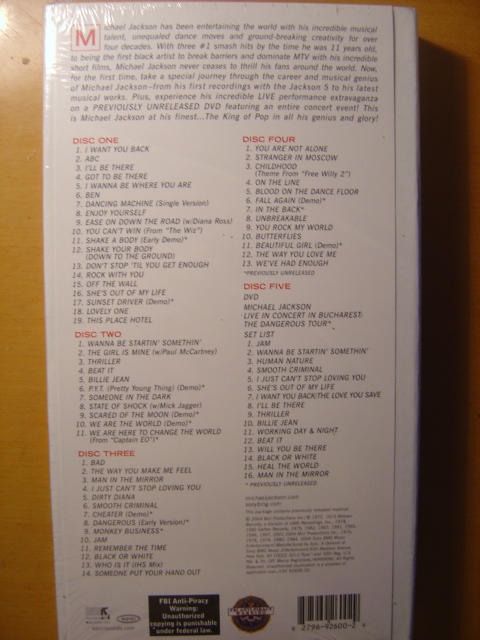 Michael Jackson has been entertaining the world with his incredible musical
talent, unequaled dance moves and ground-breaking creativity for over
four decades. With three #1 smash hits by the time he was 11 years old,
to being the first black artist to break barriers and dominate MTV with his incredible
short films, Michael Jackson never ceases to thrill his fans around the world. Now,
for the first time, take a special journey through the career and musical genius
of Michael Jackson–from his first recordings with the Jackson 5 to his latest
musical works. Plus, experience his incredible LIVE performance extravaganza
on a PREVIOUSLY UNRELEASED DVD featuring an entire concert event! This
is Michael Jackson at his finest...The King of Pop in all his genius and glory!
DISC ONE
1. I WANT YOU BACK
2. ABC
3. I'LL BE THERE
4. GOT TO BE THERE
5. I WANNA BE WHERE YOU ARE
6. BEN
7. DANCING MACHINE (Single Version)
8. ENJOY YOURSELF
9. EASE ON DOWN THE ROAD (w/Diana Ross)
10. YOU CAN'T WIN (From "The Wiz")
11. SHAKE A BODY (Early Demo)*
12. SHAKE YOUR BODY
(DOWN TO THE GROUND)
13. DON'T STOP 'TIL YOU GET ENOUGH
14. ROCK WITH YOU
15. OFF THE WALL
16. SHE'S OUT OF MY LIFE
17. SUNSET DRIVER (Demo)*
18. LOVELY ONE
19. THIS PLACE HOTEL
DISC TWO
1. WANNA BE STARTIN' SOMETHIN'
2. THE GIRL IS MINE (w/Paul McCartney)
3. THRILLER
4. BEAT IT
5. BILLIE JEAN
6. P.Y.T. (Pretty Young Thing) (Demo)*
7. SOMEONE IN THE DARK
8. STATE OF SHOCK (w/Mick Jagger)
9. SCARED OF THE MOON (Demo)*
10. WE ARE THE WORLD (Demo)*
11. WE ARE HERE TO CHANGE THE WORLD
(From "Captain EO")*
DISC THREE
1. BAD
2. THE WAY YOU MAKE ME FEEL
3. MAN IN THE MIRROR
4. I JUST CAN'T STOP LOVING YOU
5. DIRTY DIANA
6. SMOOTH CRIMINAL
7. CHEATER (Demo)*
8. DANGEROUS (Early Version)*
9. MONKEY BUSINESS*
10. JAM
11. REMEMBER THE TIME
12. BLACK OR WHITE
13. WHO IS IT (IHS Mix)
14. SOMEONE PUT YOUR HAND OUT
DISC FOUR
1. YOU ARE NOT ALONE
2. STRANGER IN MOSCOW
3. CHILDHOOD
(Theme From "Free Willy 2")
4. ON THE LINE
5. BLOOD ON THE DANCE FLOOR
6. FALL AGAIN (Demo)*
7. IN THE BACK*
8. UNBREAKABLE
9. YOU ROCK MY WORLD
10. BUTTERFLIES
11. BEAUTIFUL GIRL (Demo)*
12. THE WAY YOU LOVE ME
13. WE'VE HAD ENOUGH
*PREVIOUSLY UNRELEASED
DISC FIVE
DVD
MICHAEL JACKSON
LIVE IN CONCERT IN BUCHAREST:
THE DANGEROUS TOUR*
SET LIST
1. JAM
2. WANNA BE STARTIN' SOMETHIN'
3. HUMAN NATURE
4. SMOOTH CRIMINAL
5. I JUST CAN'T STOP LOVING YOU
6. SHE'S OUT OF MY LIFE
7. I WANT YOU BACK/THE LOVE YOU SAVE
8. I'LL BE THERE
9. THRILLER
10. BILLIE JEAN
11. WORKING DAY & NIGHT
12. BEAT IT
13. WILL YOU BE THERE
14. BLACK OR WHITE
15. HEAL THE WORLD
16. MAN IN THE MIRROR
* PREVIOUSLY UNRELEASED
michaeljackson.com
sonybmg.com
FBI Anti-Piracy
Warning:
Unauthorized
copying is punishable
under federal law.
2796-92600-2